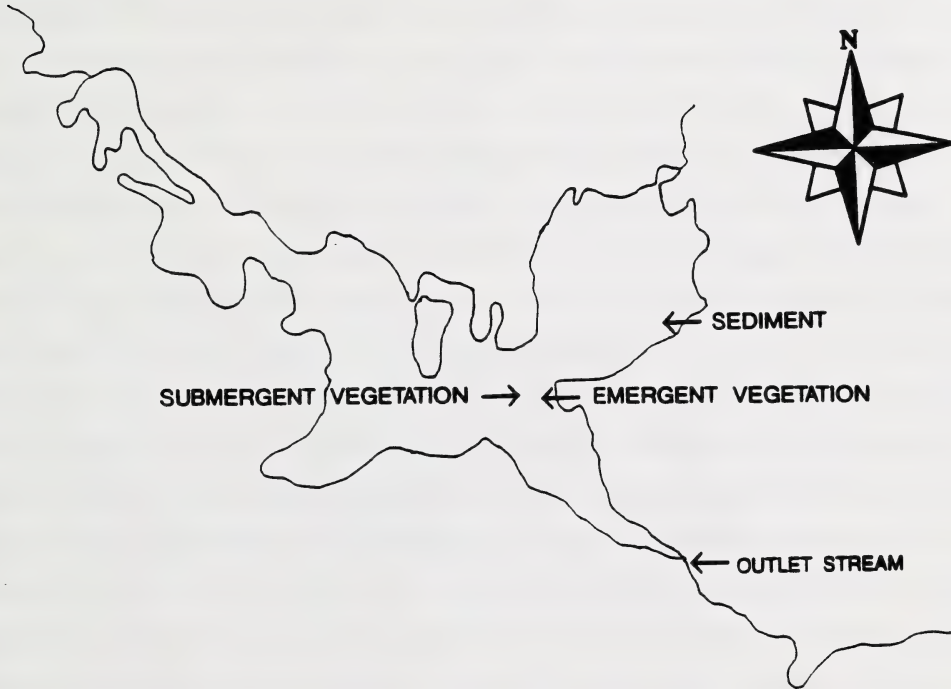 N
SEDIMENT
SUBMERGENT VEGETATION
EMERGENT VEGETATION
OUTLET STREAM